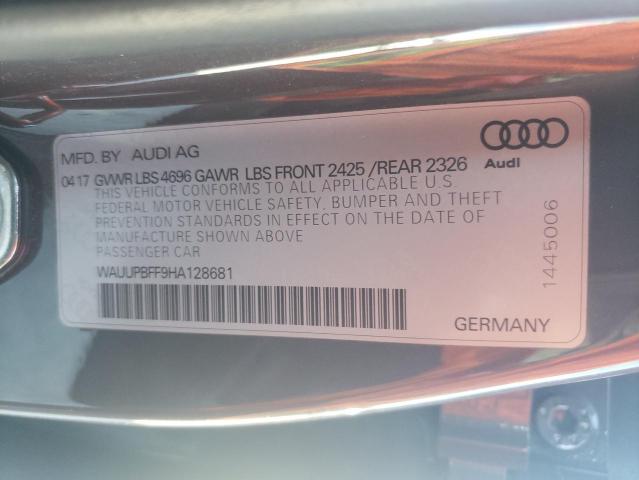 MFD. BY AUDI AG
Audi
04 17 GVWR LBS 4696 GAWR LBS FRONT 2425 /REAR 2326
THIS VEHICLE CONFORMS TO ALL APPLICABLE U.S.
FEDERAL MOTOR VEHICLE SAFETY, BUMPER AND THEFT
PREVENTION STANDARDS IN EFFECT ON THE DATE OF
MANUFACTURE SHOWN ABOVE
PASSENGER CAR
WAUUPBFF9HA128681
GERMANY
1445006